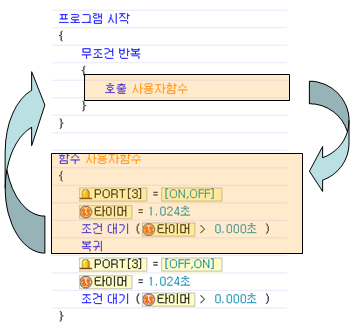 프로그램 시작
{
무조건 반복
{
호출 사용자함수
}
}
함수 사용자함수
{
PORT[3] =[ON,OFF]
타이머 = 1.024초
조건 대기 ( 타이머 > 0.000초 )
복귀
PORT[3] =[OFF,ON]
타이머 = 1.024초
조건 대기 ( 타이머 > 0.000초 )
}